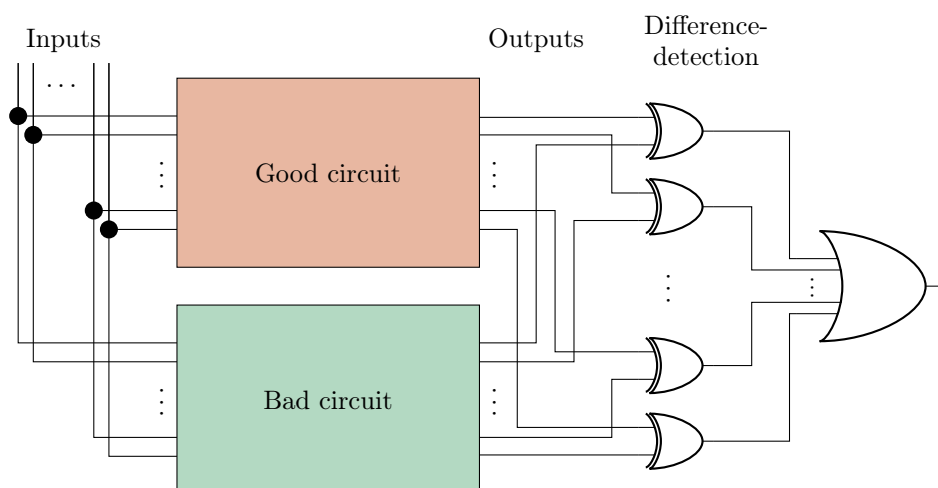 Inputs
Outputs
Difference-
detection
...
Good circuit
Bad circuit